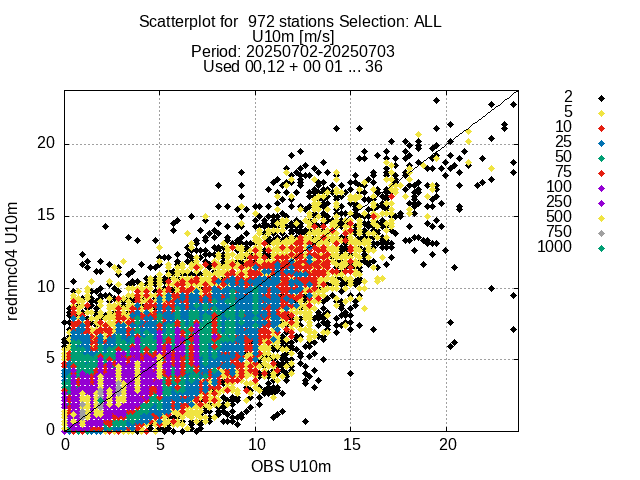 Scatterplot for  972 stations Selection: ALL
U10m [m/s]
Period: 20250702-20250703
Used 00,12 + 00 01 ... 36
2
5
10
25
50
75
100
250
500
750
1000
rednmc04 U10m
20
15
10
5
0
0 5 10 15 20
OBS U10m